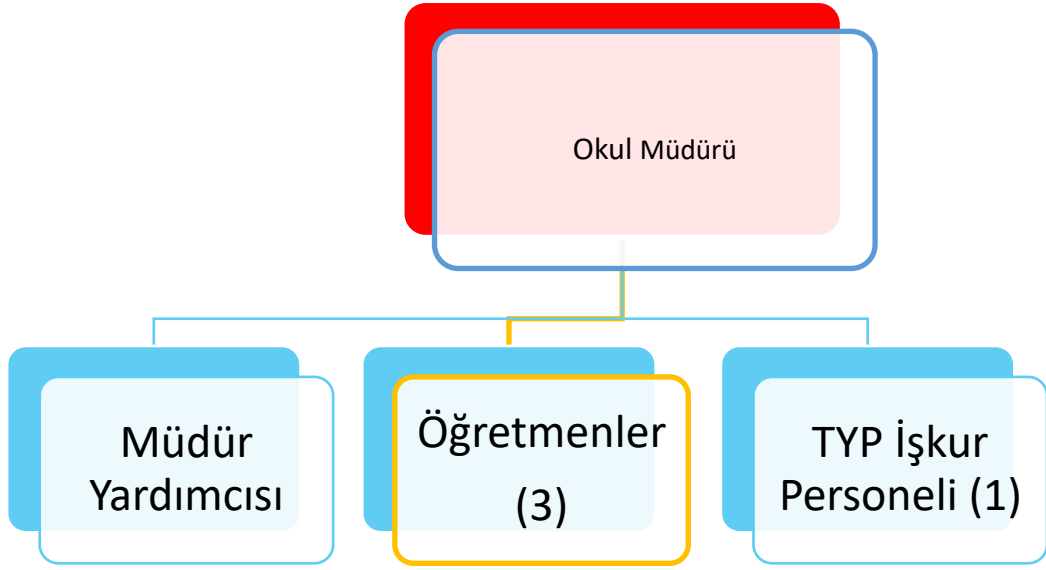 Okul Müdürü
Müdür
Yardımcısı
Öğretmenler
(3)
TYP İşkur
Personeli (1)